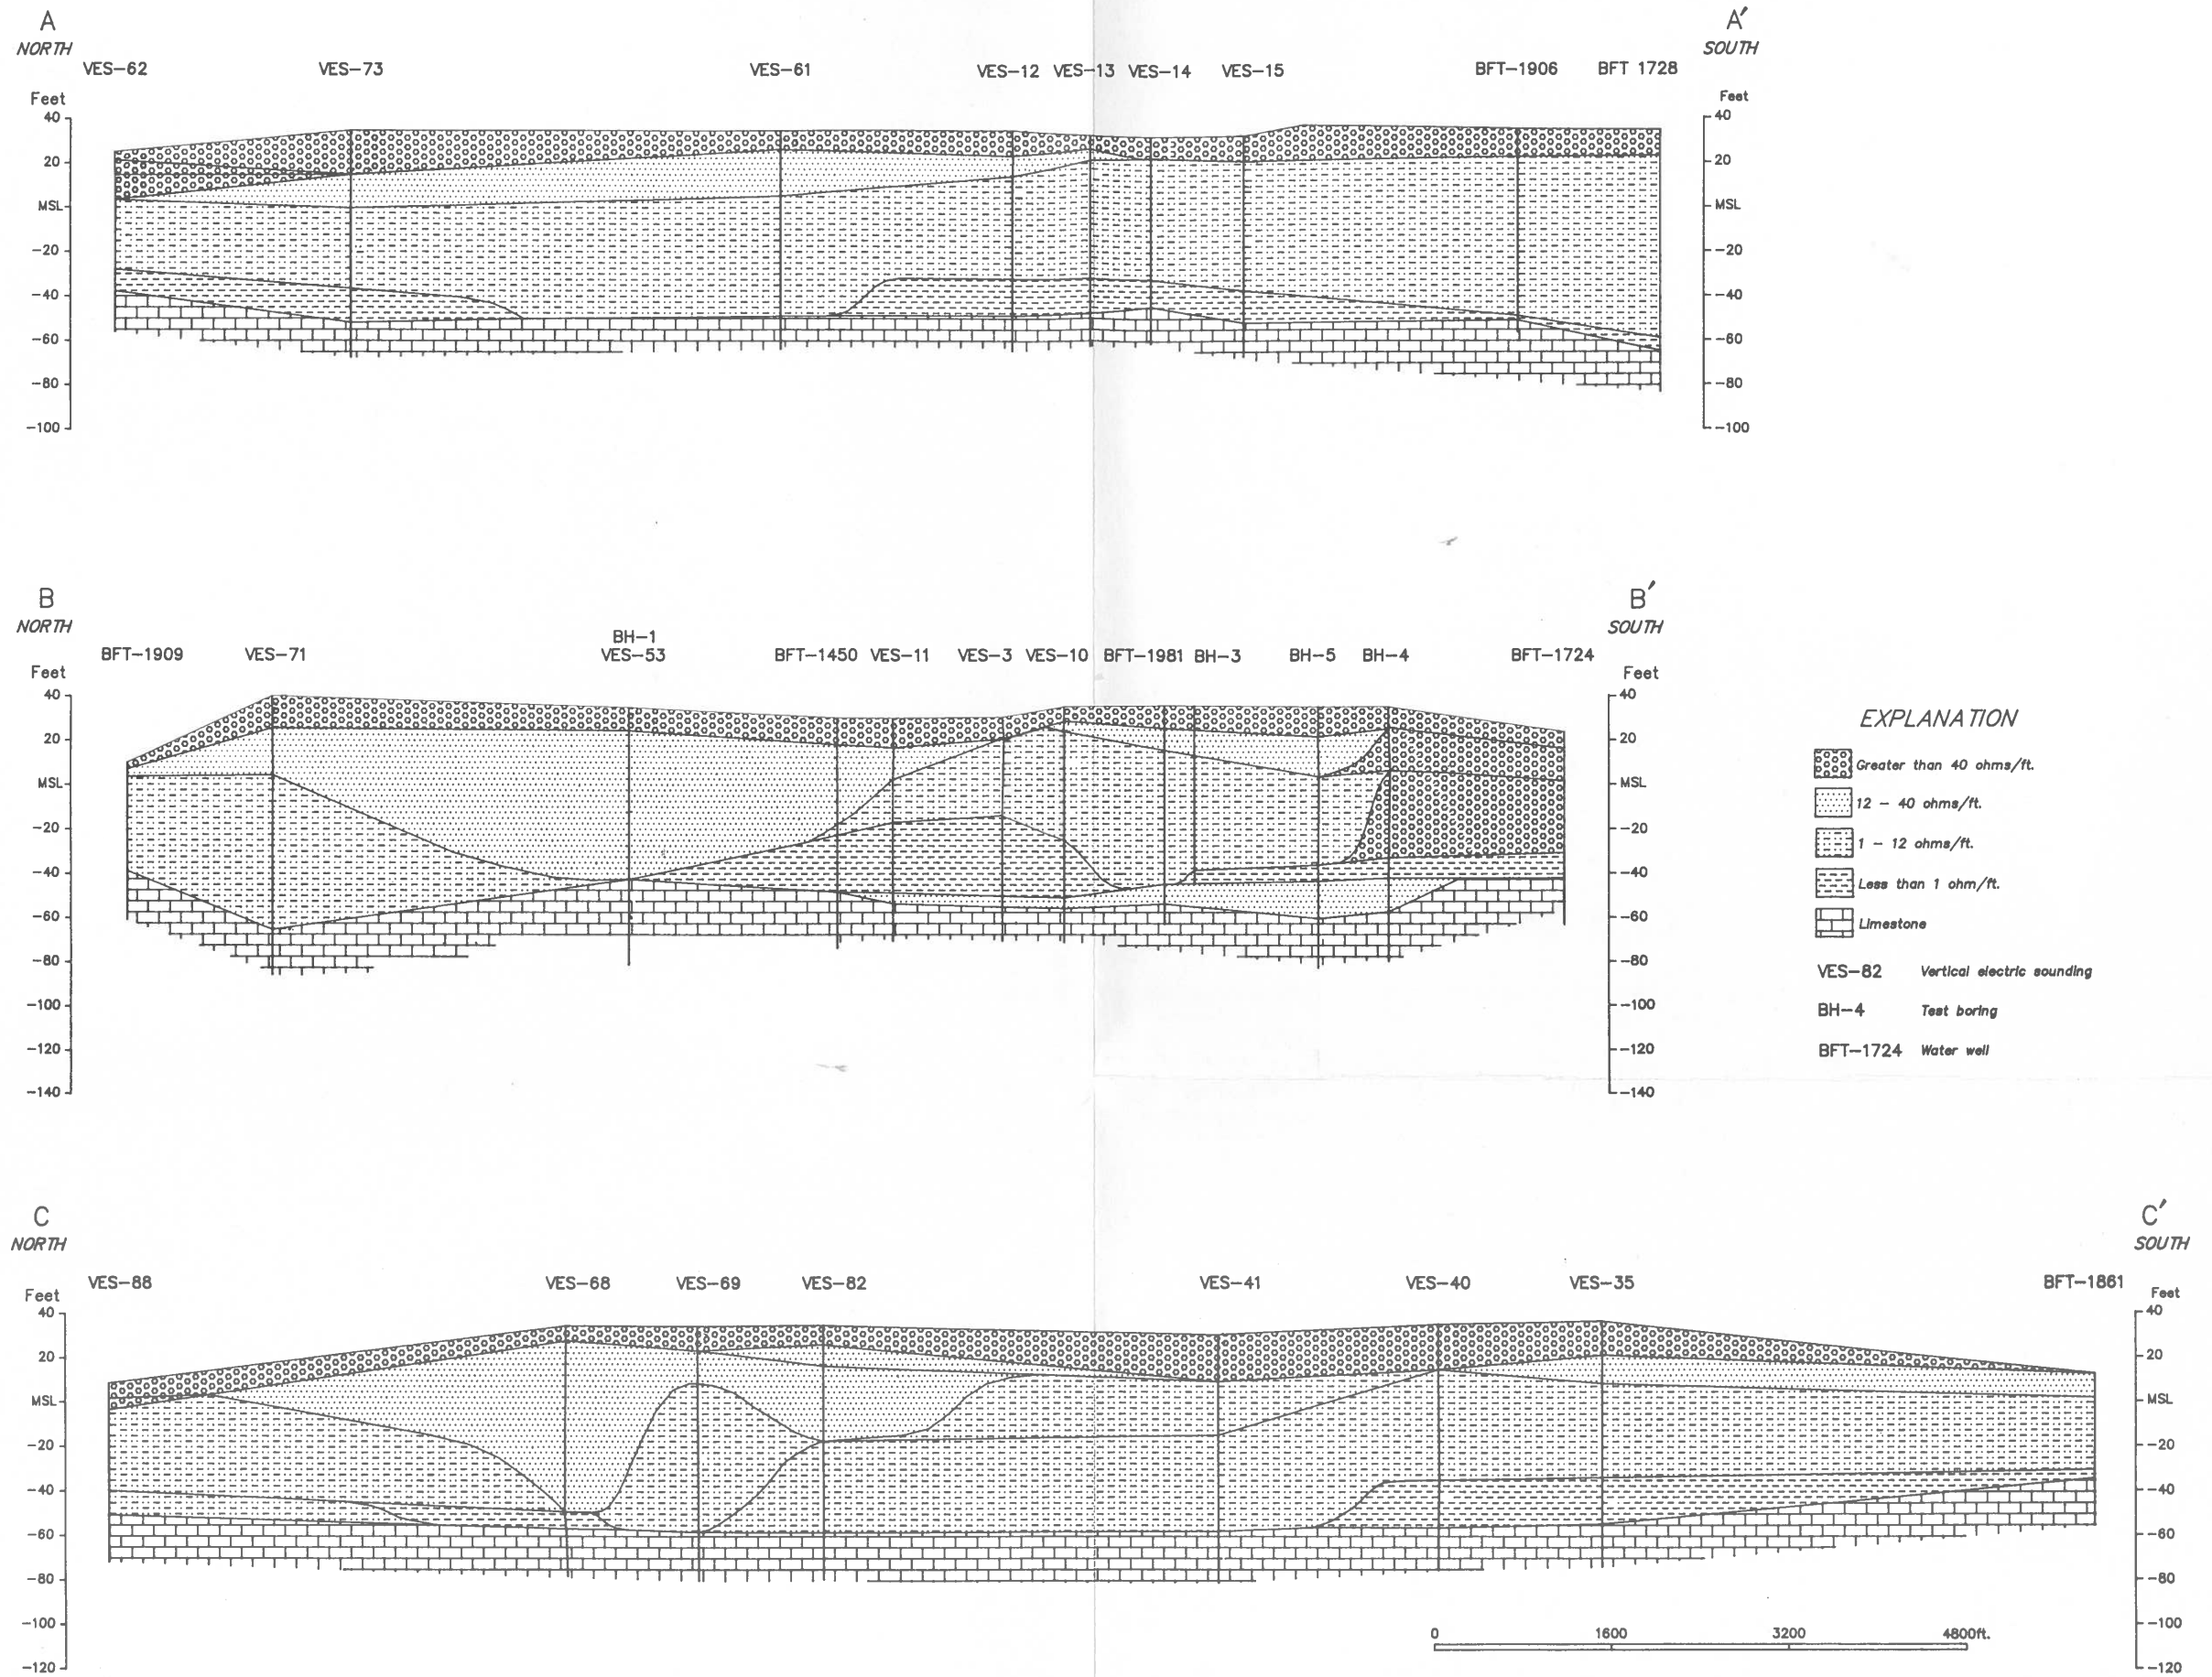 A
NORTH
A′
SOUTH
VES-62 VES-73 VES-61 VES-12 VES-13 VES-14 VES-15 BFT-1906 BFT 1728
Feet
40
20
MSL
-20
-40
-60
-80
-100
Feet
40
20
MSL
-20
-40
-60
-80
-100
B
NORTH
B′
SOUTH
BH-1
BFT-1909 VES-71 VES-53 BFT-1450 VES-11 VES-3 VES-10 BFT-1981 BH-3 BH-5 BH-4 BFT-1724
Feet
40
20
MSL
-20
-40
-60
-80
-100
-120
-140
Feet
40
20
MSL
-20
-40
-60
-80
-100
-120
-140
EXPLANATION
Greater than 40 ohms/ft.
12 - 40 ohms/ft.
1 - 12 ohms/ft.
Less than 1 ohm/ft.
Limestone
VES-82 Vertical electric sounding
BH-4 Test boring
BFT-1724 Water well
C
NORTH
C′
SOUTH
VES-88 VES-68 VES-69 VES-82 VES-41 VES-40 VES-35 BFT-1861
Feet
40
20
MSL
-20
-40
-60
-80
-100
-120
Feet
40
20
MSL
-20
-40
-60
-80
-100
-120
0 1600 3200 4800ft.